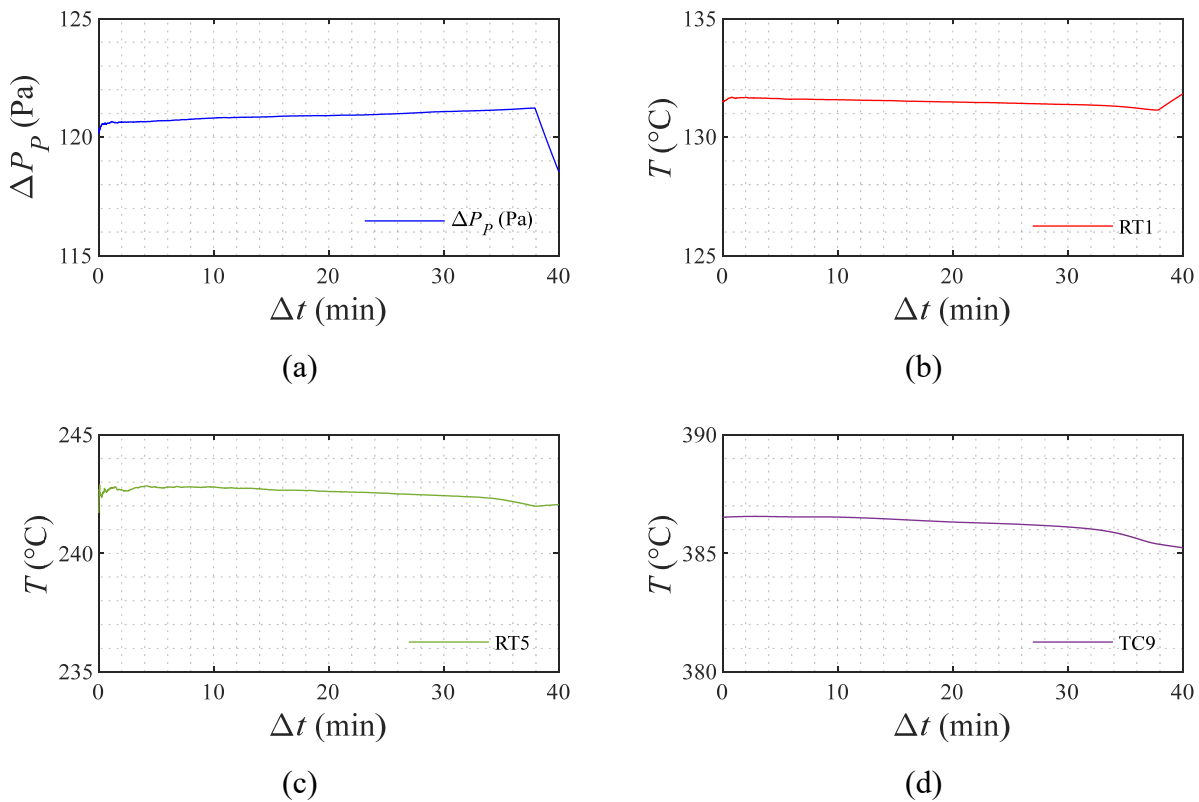 125
120
115
ΔP_P (Pa)
ΔP_P (Pa)
0 10 20 30 40
Δt (min)
(a)
135
130
125
T (°C)
RT1
0 10 20 30 40
Δt (min)
(b)
245
240
235
T (°C)
RT5
0 10 20 30 40
Δt (min)
(c)
390
385
380
T (°C)
TC9
0 10 20 30 40
Δt (min)
(d)